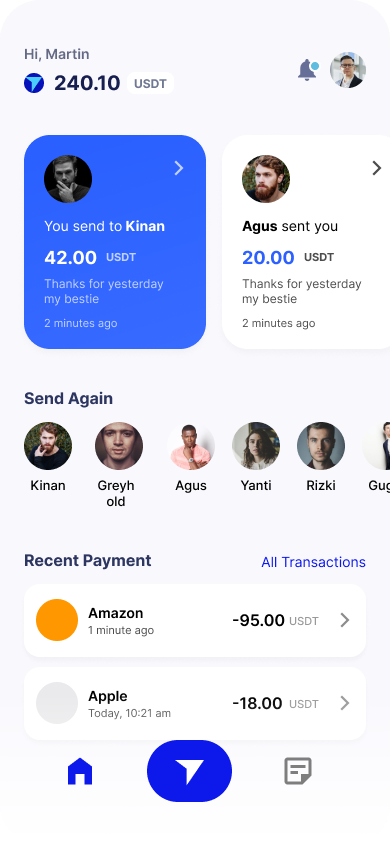 Hi, Martin
240.10 USDT
You send to Kinan
42.00 USDT
Thanks for yesterday
my bestie
2 minutes ago
Agus sent you
20.00 USDT
Thanks for yesterday
my bestie
2 minutes ago
Send Again
Kinan
Greyh
old
Agus
Yanti
Rizki
Gug
Recent Payment
All Transactions
Amazon
1 minute ago
-95.00 USDT
Apple
Today, 10:21 am
-18.00 USDT